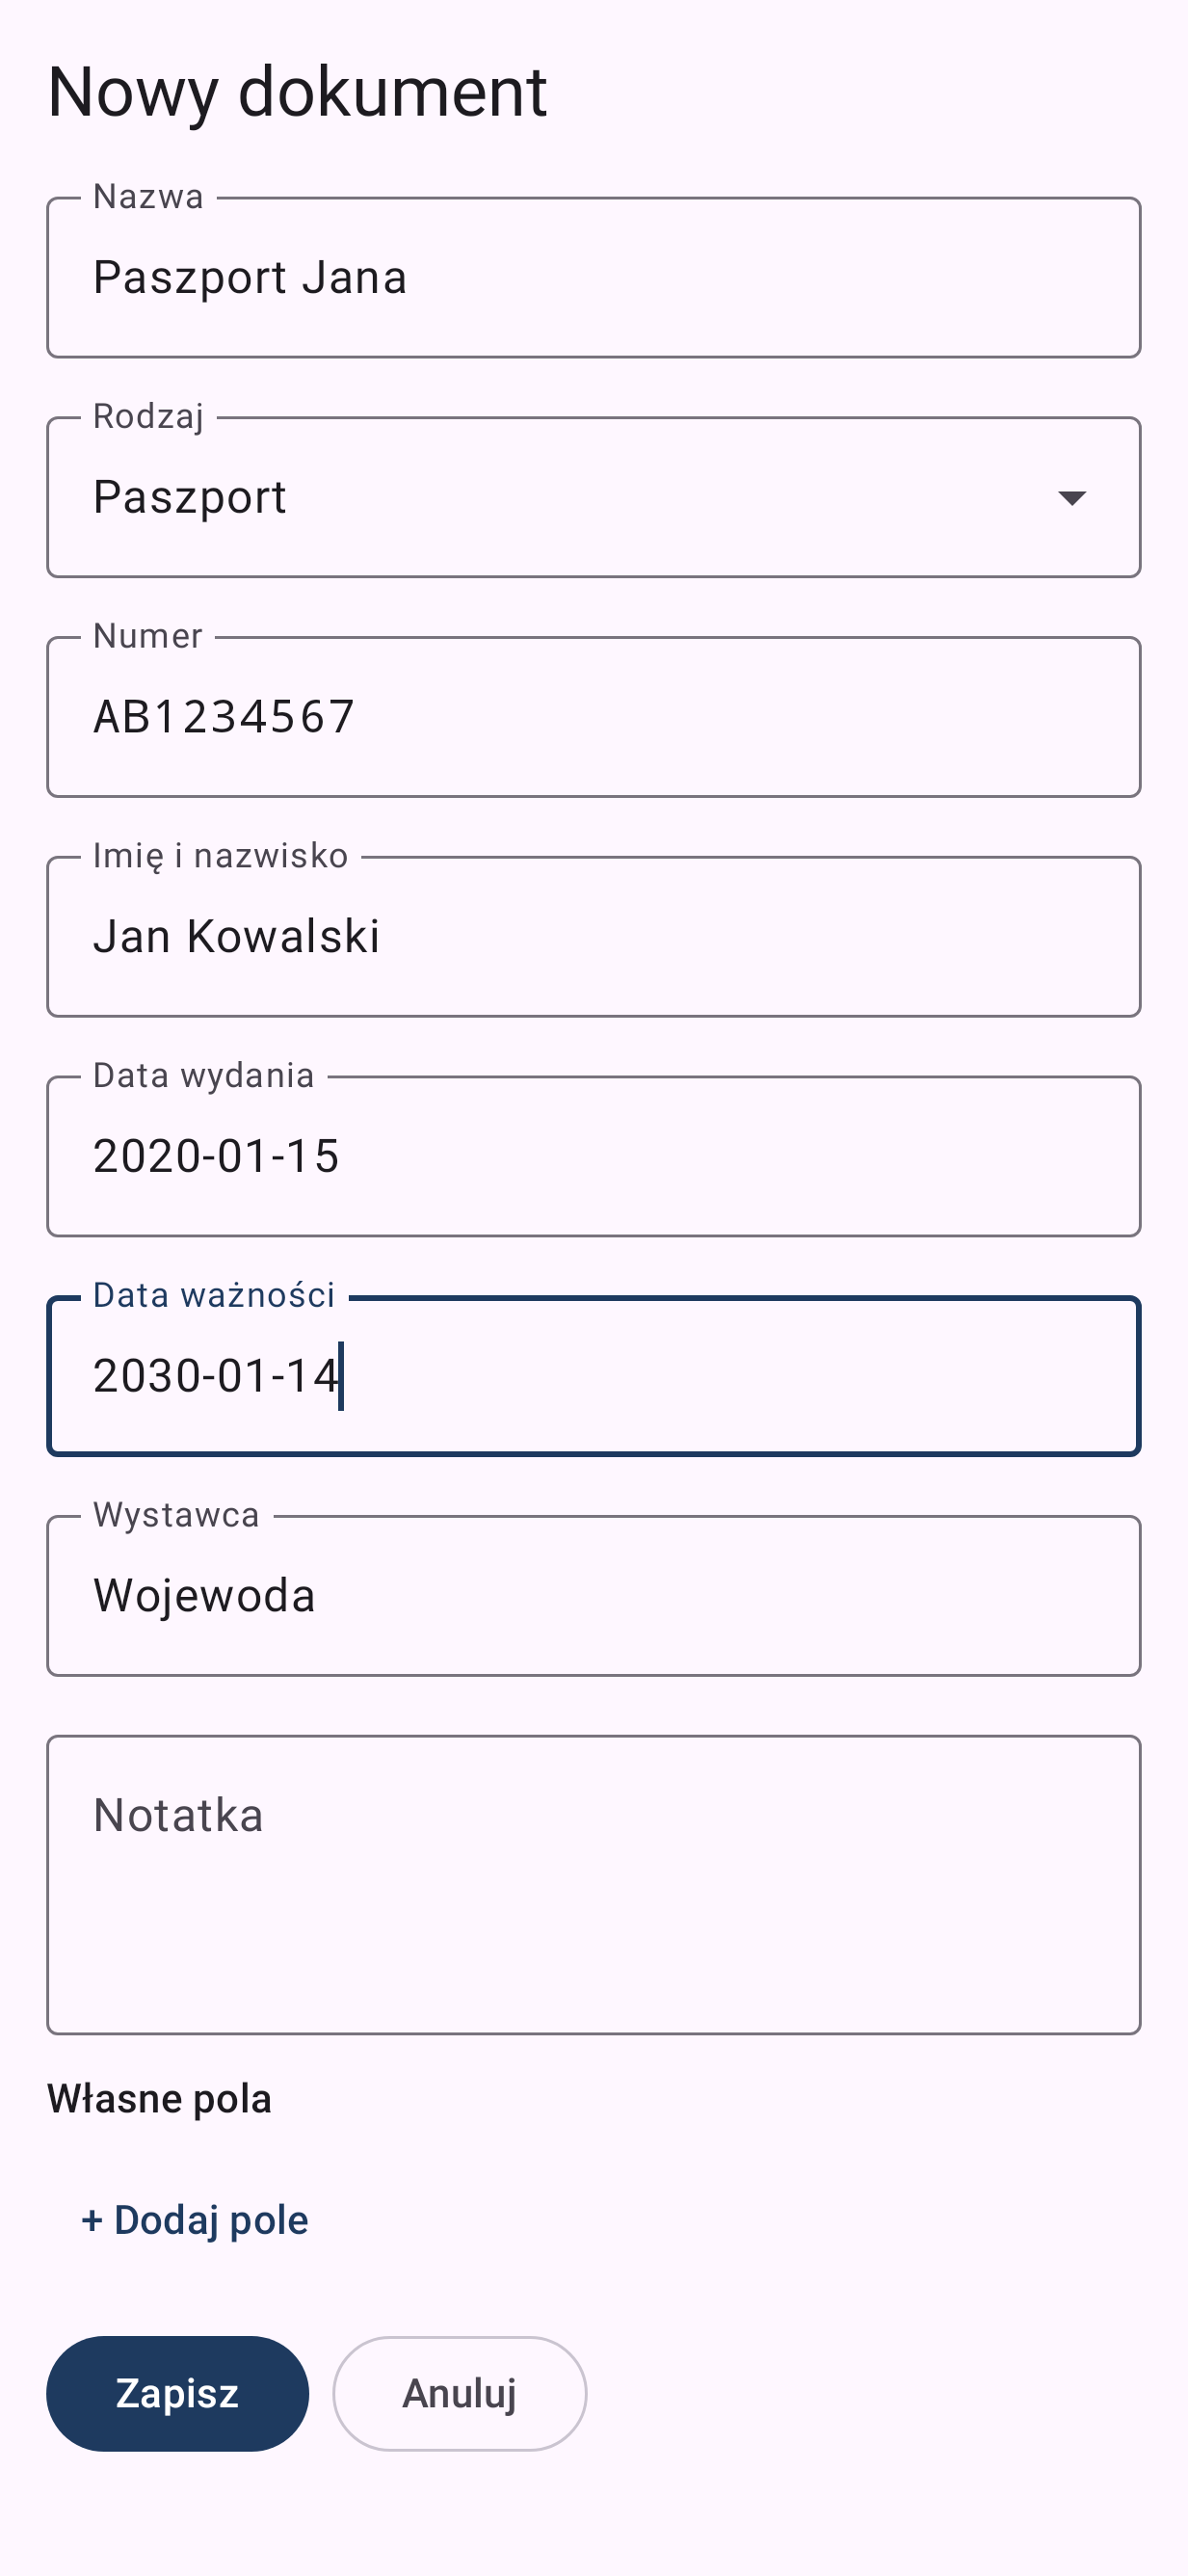 Nowy dokument
Nazwa
Paszport Jana
Rodzaj
Paszport
Numer
AB1234567
Imię i nazwisko
Jan Kowalski
Data wydania
2020-01-15
Data ważności
2030-01-14
Wystawca
Wojewoda
Notatka
Własne pola
+ Dodaj pole
Zapisz
Anuluj